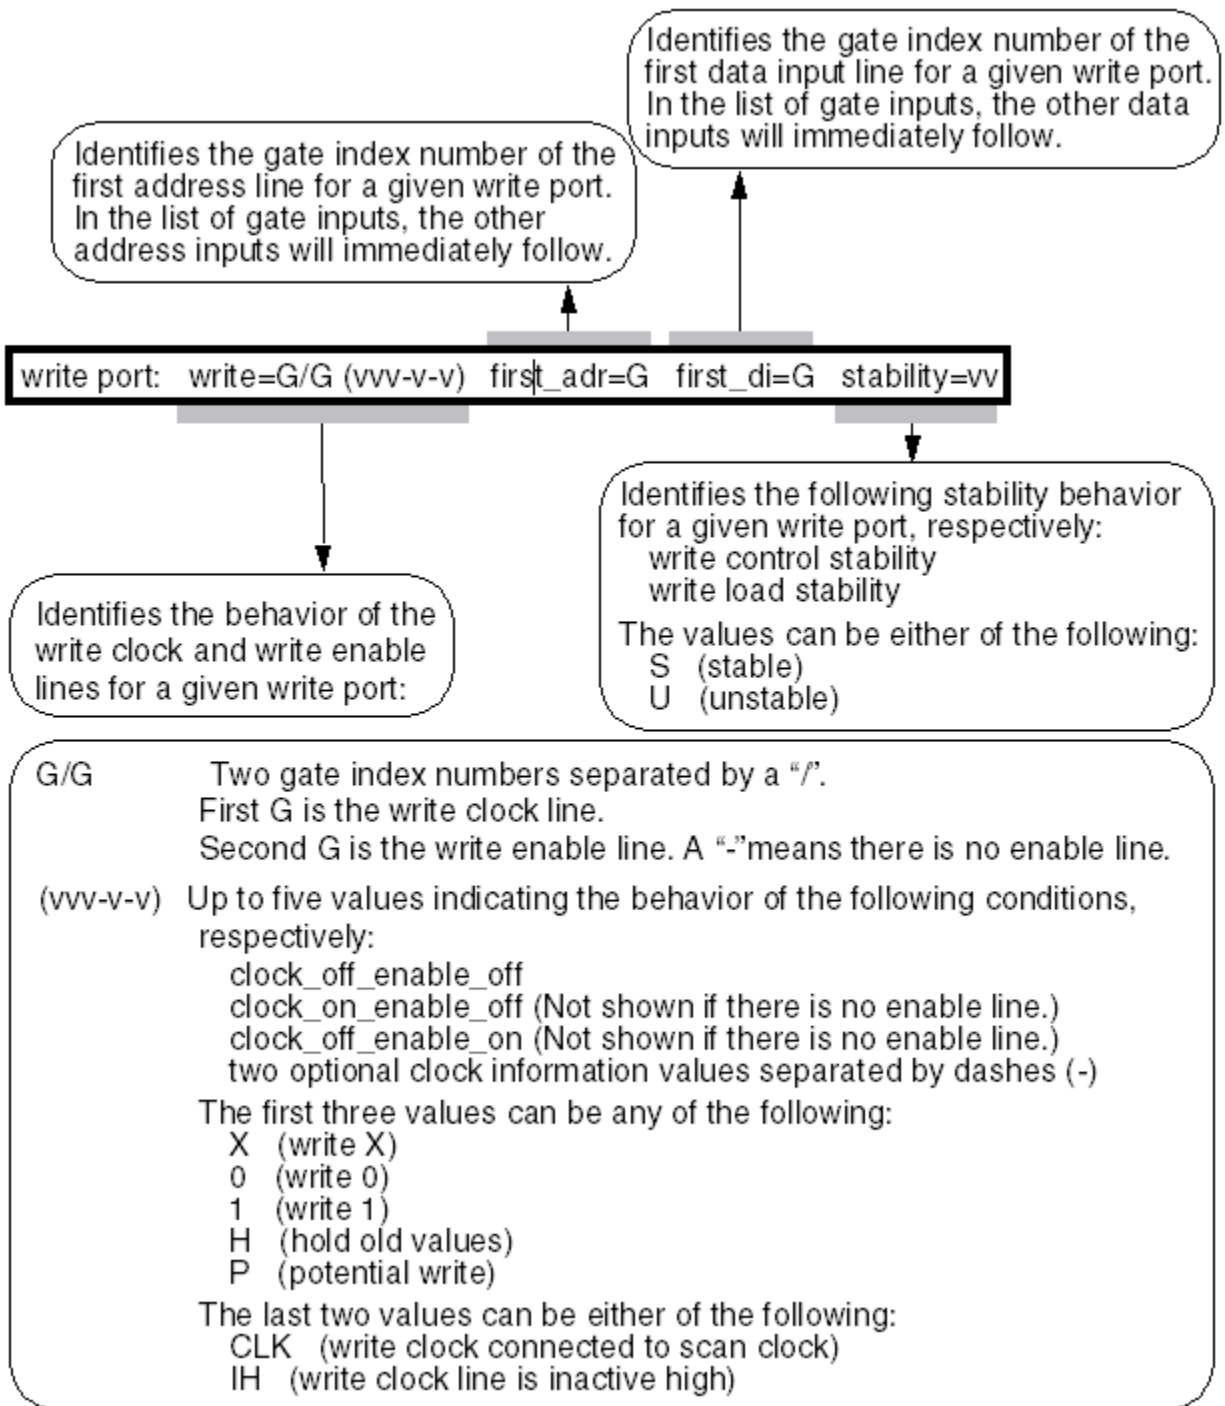 Identifies the gate index number of the
first data input line for a given write port.
In the list of gate inputs, the other data
inputs will immediately follow.
Identifies the gate index number of the
first address line for a given write port.
In the list of gate inputs, the other
address inputs will immediately follow.
write port: write=G/G (vvv-v-v) first_adr=G first_di=G stability=vv
Identifies the following stability behavior
for a given write port, respectively:
write control stability
write load stability
The values can be either of the following:
S (stable)
U (unstable)
Identifies the behavior of the
write clock and write enable
lines for a given write port:
G/G Two gate index numbers separated by a “/”.
First G is the write clock line.
Second G is the write enable line. A “-”means there is no enable line.
(vvv-v-v) Up to five values indicating the behavior of the following conditions,
respectively:
clock_off_enable_off
clock_on_enable_off (Not shown if there is no enable line.)
clock_off_enable_on (Not shown if there is no enable line.)
two optional clock information values separated by dashes (-)
The first three values can be any of the following:
X (write X)
0 (write 0)
1 (write 1)
H (hold old values)
P (potential write)
The last two values can be either of the following:
CLK (write clock connected to scan clock)
IH (write clock line is inactive high)